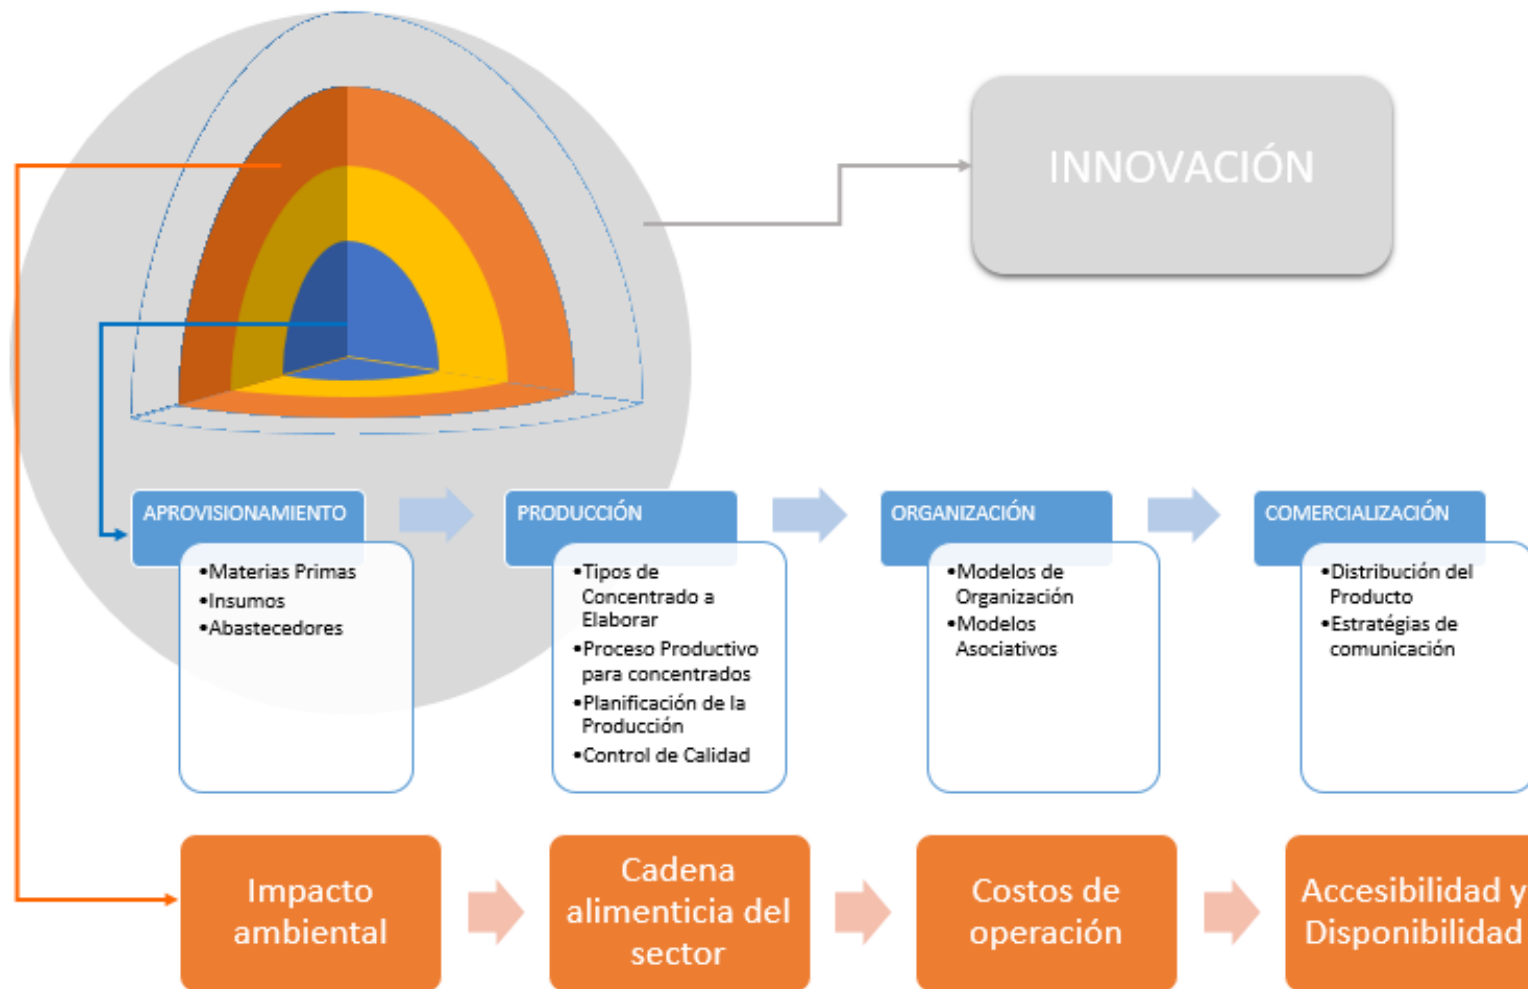 INNOVACIÓN
APROVISIONAMIENTO
•Materias Primas
•Insumos
•Abastecedores
PRODUCCIÓN
•Tipos de
Concentrado a
Elaborar
•Proceso Productivo
para concentrados
•Planificación de la
Producción
•Control de Calidad
ORGANIZACIÓN
•Modelos de
Organización
•Modelos
Asociativos
COMERCIALIZACIÓN
•Distribución del
Producto
•Estratégias de
comunicación
Impacto
ambiental
Cadena
alimenticia del
sector
Costos de
operación
Accesibilidad y
Disponibilidad